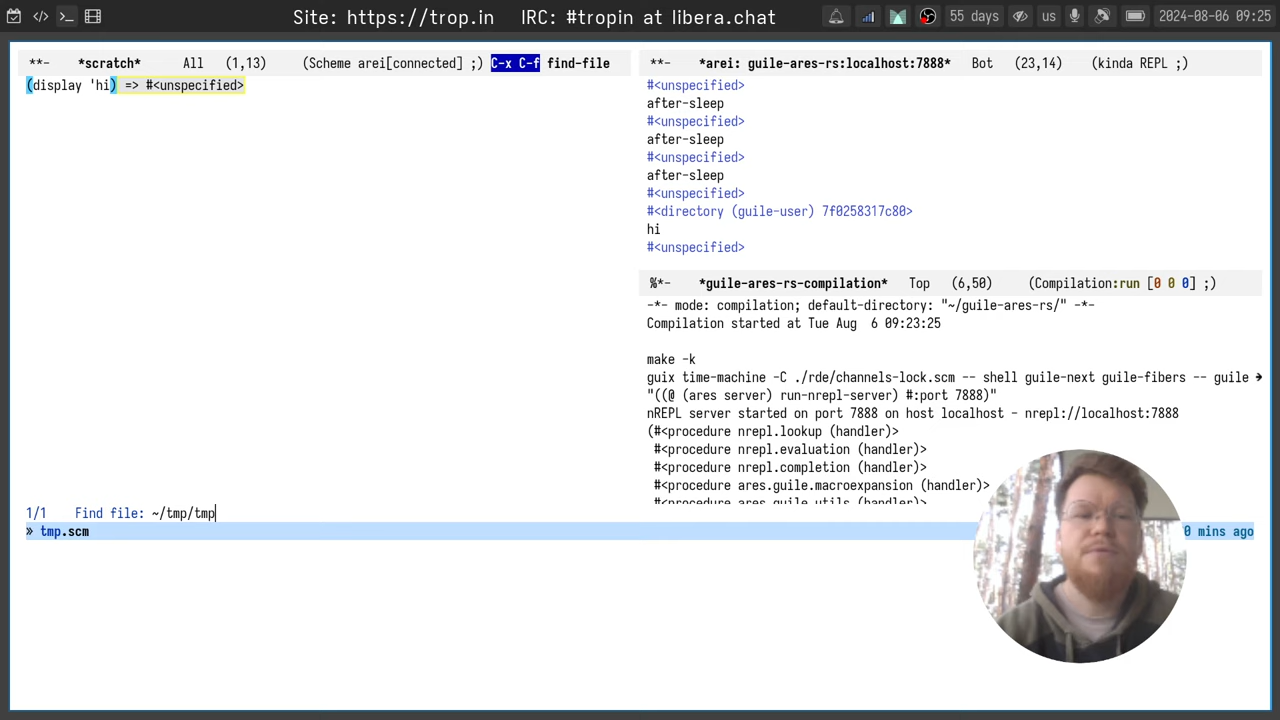 Site: https://trop.in IRC: #tropin at libera.chat
55 days
us
2024-08-06 09:25
**- *scratch* All (1,13) (Scheme arei[connected] ;) C-x C-f find-file
(display 'hi) => #<unspecified>
**- *arei: guile-ares-rs:localhost:7888* Bot (23,14) (kinda REPL ;)
#<unspecified>
after-sleep
#<unspecified>
after-sleep
#<unspecified>
after-sleep
#<unspecified>
#<directory (guile-user) 7f0258317c80>
hi
#<unspecified>
%*- *guile-ares-rs-compilation* Top (6,50) (Compilation:run [0 0 0] ;)
-*- mode: compilation; default-directory: "~/guile-ares-rs/" -*-
Compilation started at Tue Aug  6 09:23:25
make -k
guix time-machine -C ./rde/channels-lock.scm -- shell guile-next guile-fibers -- guile
"((@ (ares server) run-nrepl-server) #:port 7888)"
nREPL server started on port 7888 on host localhost - nrepl://localhost:7888
(#<procedure nrepl.lookup (handler)>
#<procedure nrepl.evaluation (handler)>
#<procedure nrepl.completion (handler)>
#<procedure ares.guile.macroexpansion (handler)>
#<procedure ares.guile.utils (handler)>
1/1 Find file: ~/tmp/tmp
» tmp.scm
0 mins ago